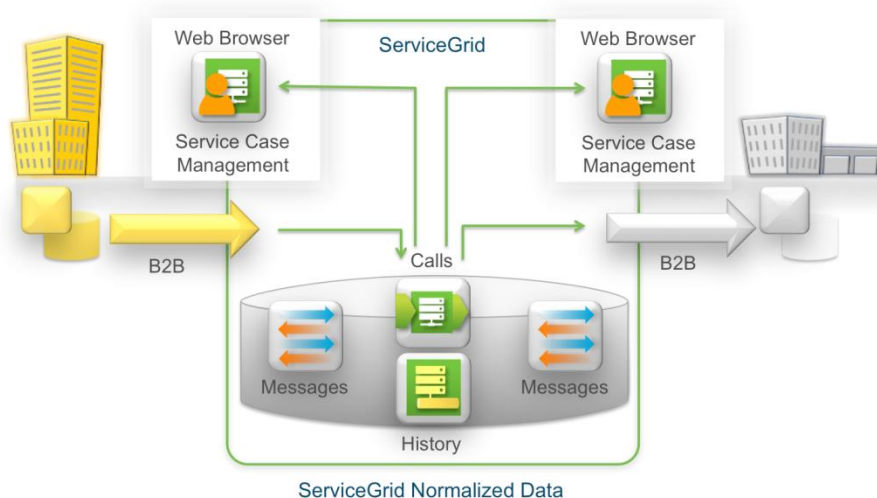 Web Browser
ServiceGrid
Web Browser
Service Case
Management
Service Case
Management
B2B
Calls
B2B
Messages
Messages
History
ServiceGrid Normalized Data